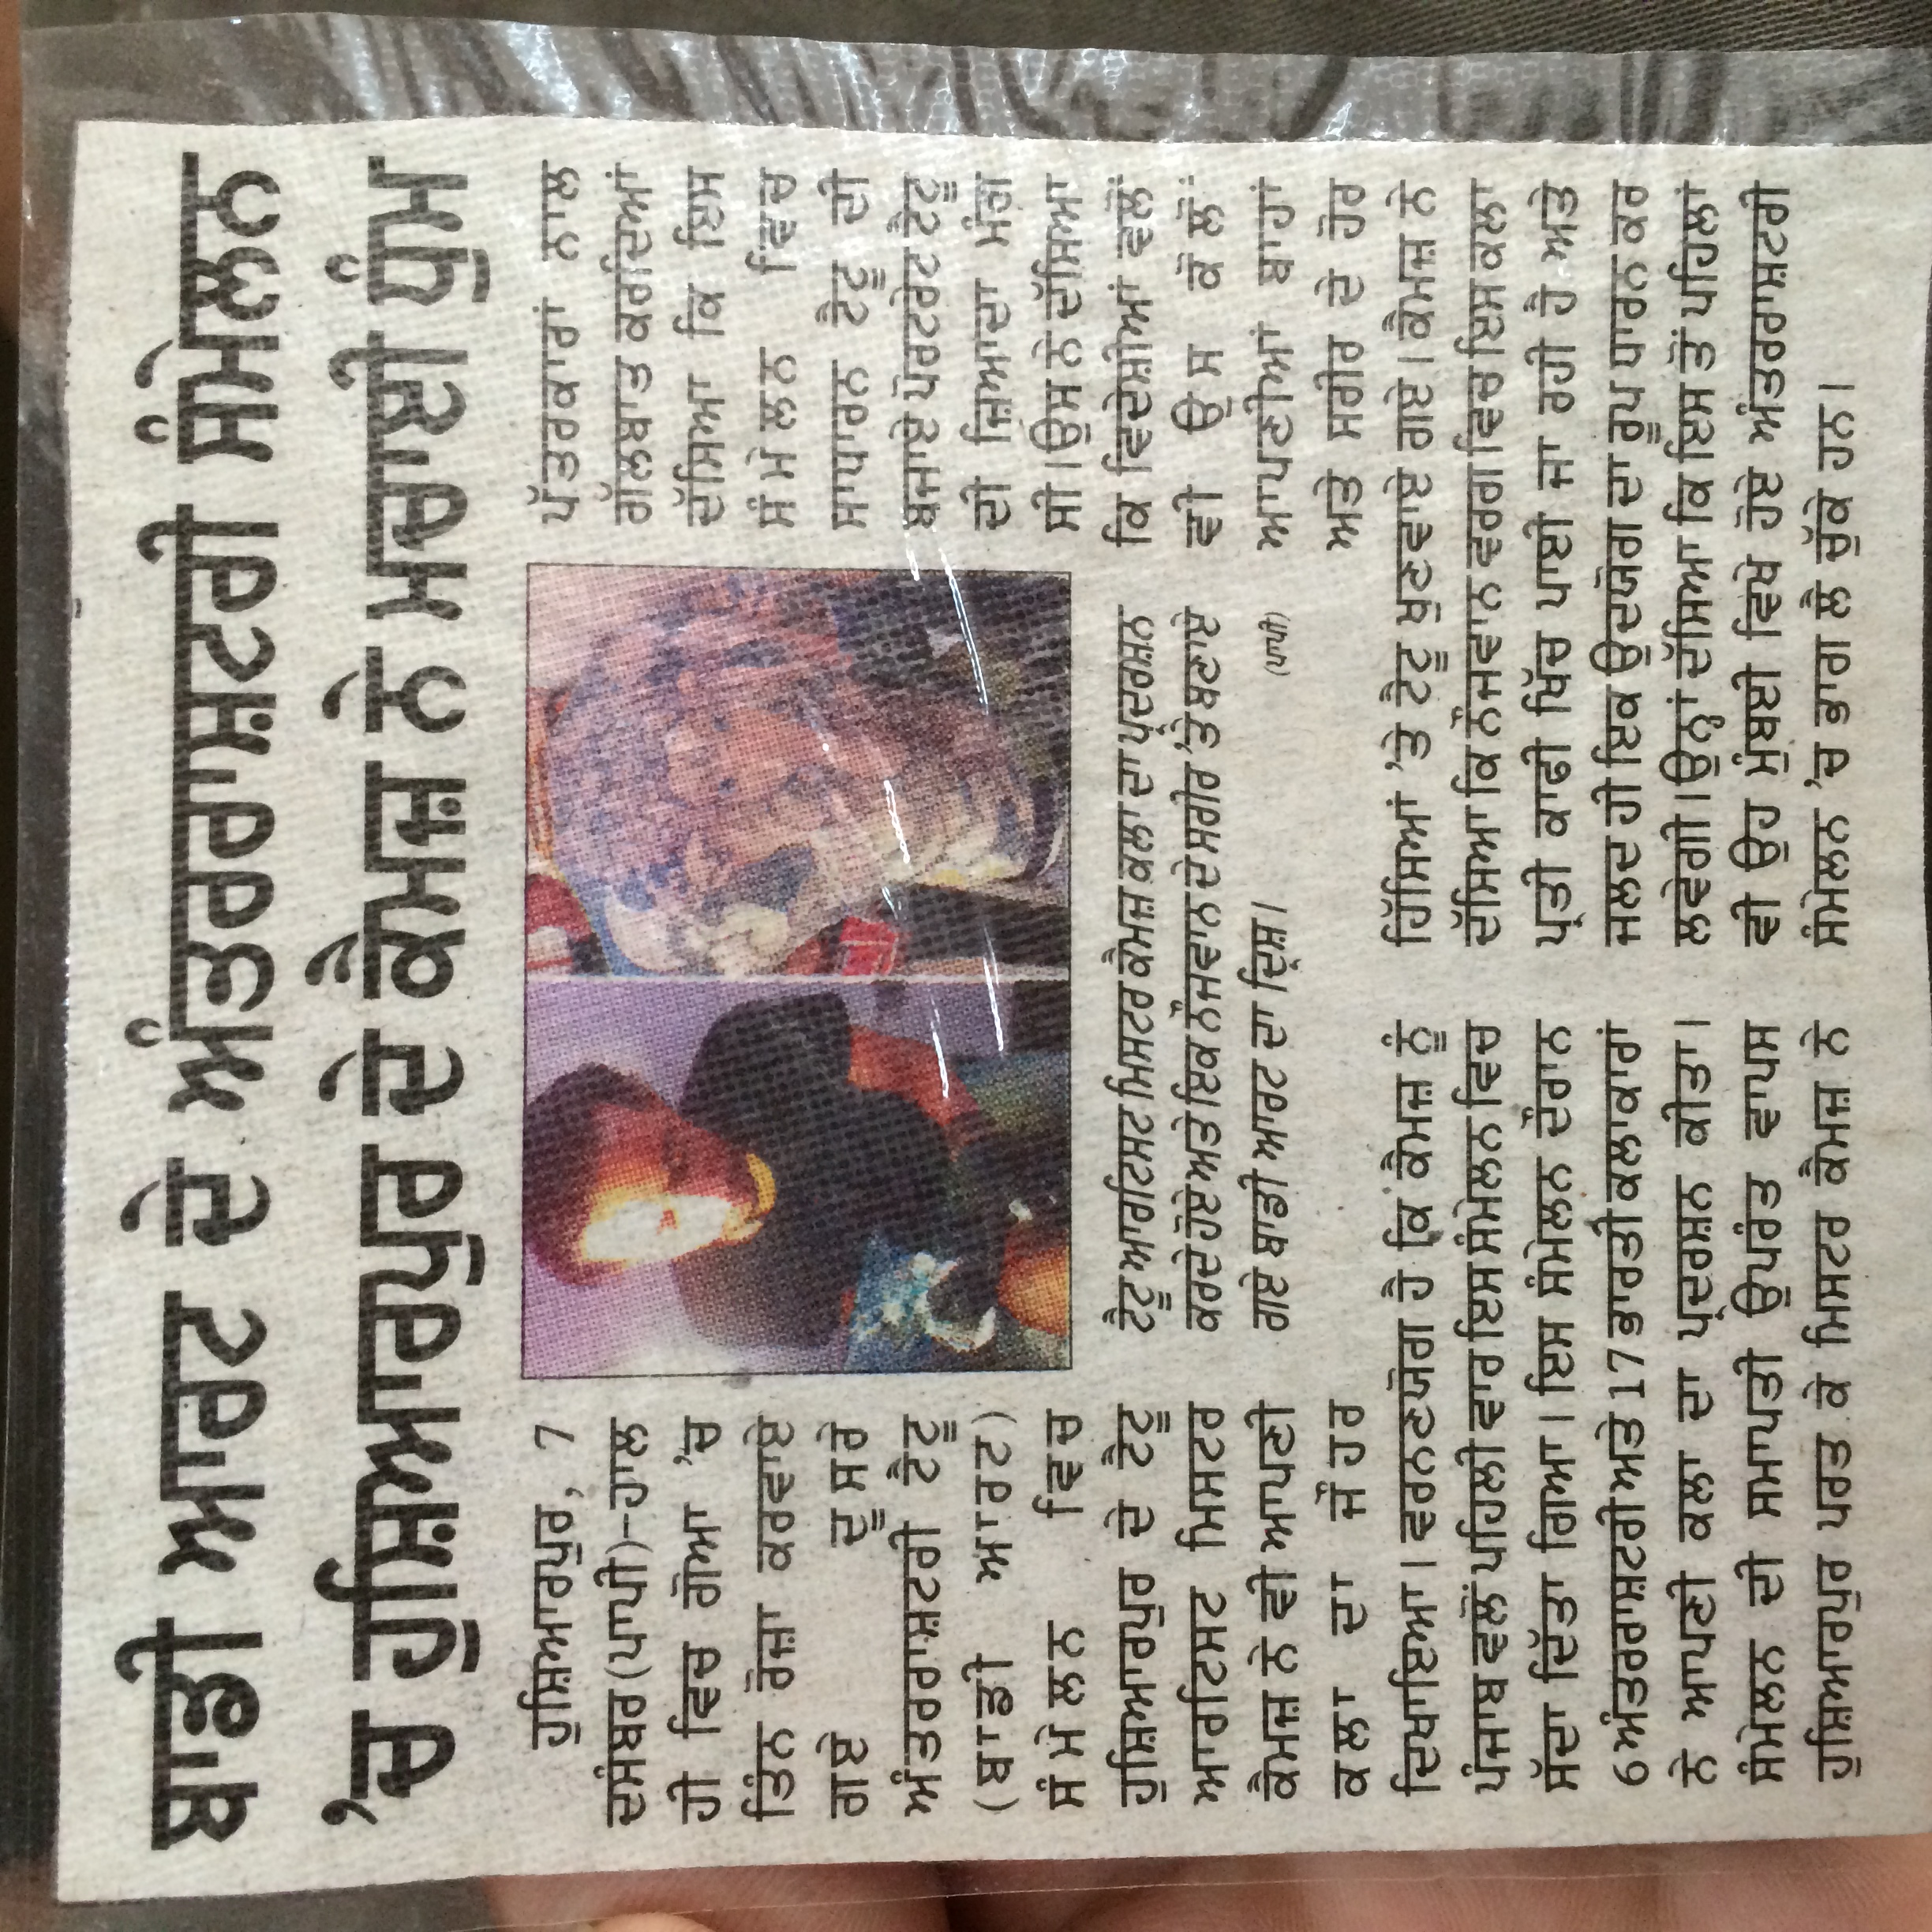 ਬਾਡੀ ਆਰਟ ਦੇ ਅੰਤਰਰਾਸ਼ਟਰੀ ਸੰਮੇਲਨ
'ਚ ਹੁਸ਼ਿਆਰਪੁਰ ਦੇ ਕੈਮਜ਼ ਨੇ ਮਚਾਈ ਧੁੰਮ
ਹੁਸ਼ਿਆਰਪੁਰ, 7
ਦਸੰਬਰ(ਪਾਪੀ)-ਹਾਲ
ਹੀ ਵਿਚ ਗੋਆ 'ਚ
ਤਿੰਨ ਰੋਜ਼ਾ ਕਰਵਾਏ
ਗਏ ਦੂਸਰੇ
ਅੰਤਰਰਾਸ਼ਟਰੀ ਟੈਟੂ
(ਬਾਡੀ ਆਰਟ)
ਸੰਮੇਲਨ ਵਿਚ
ਹੁਸ਼ਿਆਰਪੁਰ ਦੇ ਟੈਟੂ
ਆਰਟਿਸਟ ਮਿਸਟਰ
ਕੈਮਜ਼ ਨੇ ਵੀ ਆਪਣੀ
ਕਲਾ ਦਾ ਜੌਹਰ
ਦਿਖਾਇਆ। ਵਰਨਣਯੋਗ ਹੈ ਕਿ ਕੈਮਜ਼ ਨੂੰ
ਪੰਜਾਬ ਵਲੋਂ ਪਹਿਲੀ ਵਾਰ ਇਸ ਸੰਮੇਲਨ ਵਿਚ
ਸੱਦਾ ਦਿੱਤਾ ਗਿਆ। ਇਸ ਸੰਮੇਲਨ ਦੌਰਾਨ
6 ਅੰਤਰਰਾਸ਼ਟਰੀ ਅਤੇ 17 ਭਾਰਤੀ ਕਲਾਕਾਰਾਂ
ਨੇ ਆਪਣੀ ਕਲਾ ਦਾ ਪ੍ਰਦਰਸ਼ਨ ਕੀਤਾ।
ਸੰਮੇਲਨ ਦੀ ਸਮਾਪਤੀ ਉਪਰੰਤ ਵਾਪਸ
ਹੁਸ਼ਿਆਰਪੁਰ ਪਰਤ ਕੇ ਮਿਸਟਰ ਕੈਮਜ਼ ਨੇ
ਟੈਟੂ ਆਰਟਿਸਟ ਮਿਸਟਰ ਕੈਮਜ਼ ਕਲਾ ਦਾ ਪ੍ਰਦਰਸ਼ਨ
ਕਰਦੇ ਹੋਏ ਅਤੇ ਇਕ ਨੌਜਵਾਨ ਦੇ ਸਰੀਰ 'ਤੇ ਬਣਾਏ
ਗਏ ਬਾਡੀ ਆਰਟ ਦਾ ਦ੍ਰਿਸ਼। (ਪਾਪੀ)
ਪੱਤਰਕਾਰਾਂ ਨਾਲ
ਗੱਲਬਾਤ ਕਰਦਿਆਂ
ਦੱਸਿਆ ਕਿ ਇਸ
ਸੰਮੇਲਨ ਵਿਚ
ਸਾਧਾਰਨ ਟੈਟੂ ਦੀ
ਬਜਾਏ ਪੋਰਟਰੇਟ ਟੈਟੂ
ਦੀ ਜ਼ਿਆਦਾ ਮੰਗ
ਸੀ। ਉਸ ਨੇ ਦੱਸਿਆ
ਕਿ ਵਿਦੇਸ਼ੀਆਂ ਵਲੋਂ
ਵੀ ਉਸ ਕੋਲੋਂ
ਆਪਣੀਆਂ ਬਾਹਾਂ
ਅਤੇ ਸਰੀਰ ਦੇ ਹੋਰ
ਹਿੱਸਿਆਂ 'ਤੇ ਟੈਟੂ ਖੁਣਵਾਏ ਗਏ। ਕੈਮਜ਼ ਨੇ
ਦੱਸਿਆ ਕਿ ਨੌਜਵਾਨ ਵਰਗ ਵਿਚ ਇਸ ਕਲਾ
ਪ੍ਰਤੀ ਕਾਫੀ ਖਿੱਚ ਪਾਈ ਜਾ ਰਹੀ ਹੈ ਅਤੇ
ਜਲਦ ਹੀ ਇਕ ਉਦਯੋਗ ਦਾ ਰੂਪ ਧਾਰਨ ਕਰ
ਲਵੇਗੀ। ਉਨ੍ਹਾਂ ਦੱਸਿਆ ਕਿ ਇਸ ਤੋਂ ਪਹਿਲਾਂ
ਵੀ ਉਹ ਮੁੰਬਈ ਵਿਖੇ ਹੋਏ ਅੰਤਰਰਾਸ਼ਟਰੀ
ਸੰਮੇਲਨ 'ਚ ਭਾਗ ਲੈ ਚੁੱਕੇ ਹਨ।